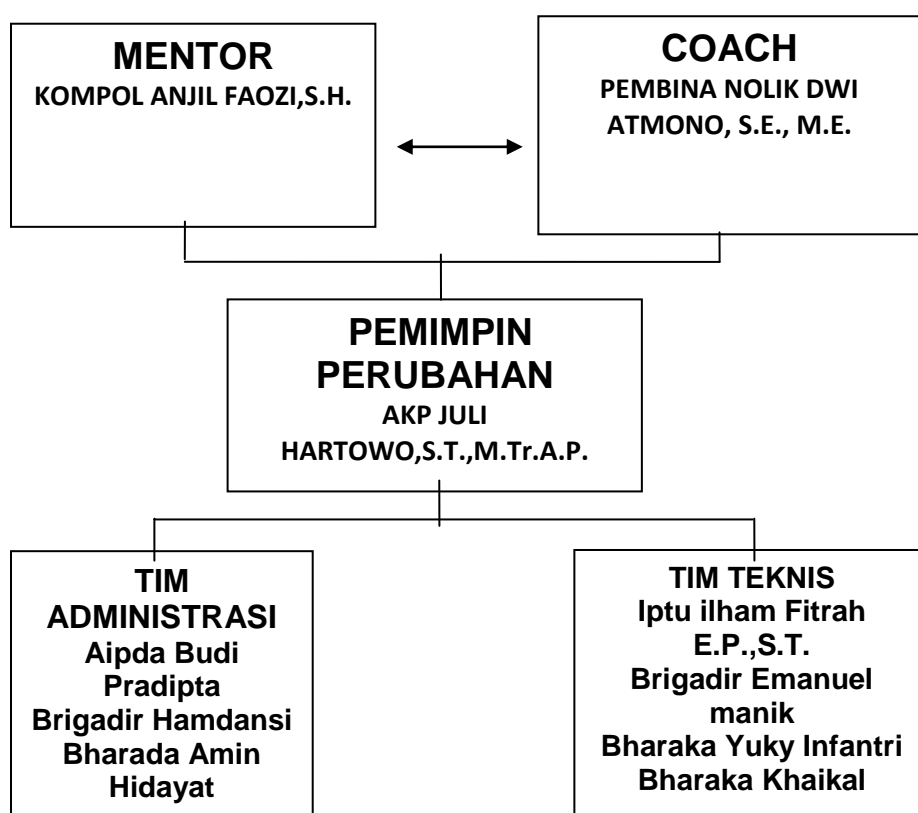 MENTOR
KOMPOL ANJIL FAOZI,S.H.
COACH
PEMBINA NOLIK DWI
ATMONO, S.E., M.E.
PEMIMPIN
PERUBAHAN
AKP JULI
HARTOWO,S.T.,M.Tr.A.P.
TIM
ADMINISTRASI
Aipda Budi
Pradipta
Brigadir Hamdansi
Bharada Amin
Hidayat
TIM TEKNIS
Iptu ilham Fitrah
E.P.,S.T.
Brigadir Emanuel
manik
Bharaka Yuky Infantri
Bharaka Khaikal